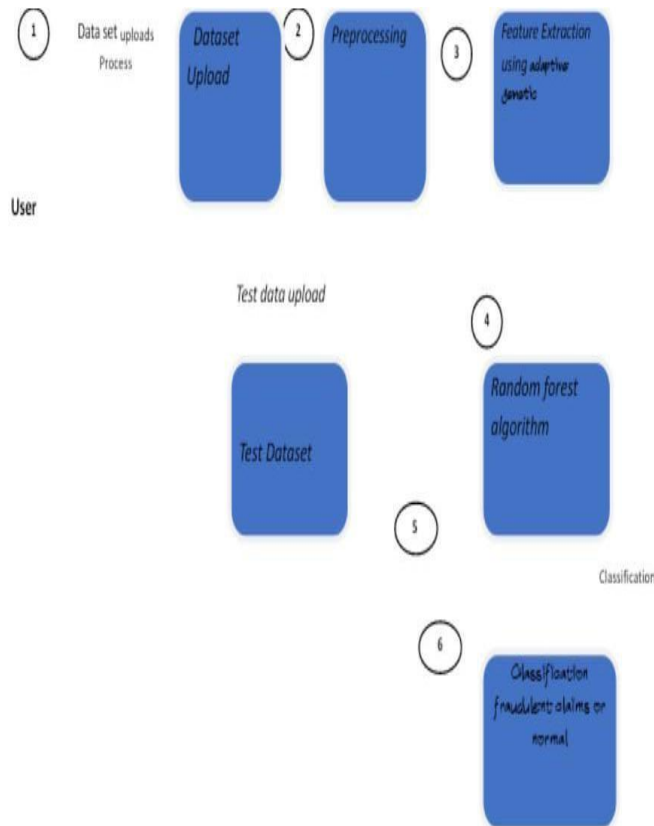 1
Data set uploads
Process
Dataset
Upload
2
Preprocessing
3
Feature Extraction
using adaptive
genetic
User
Test data upload
Test Dataset
4
Random forest
algorithm
5
Classification
6
Classification
fraudulent claims or
normal